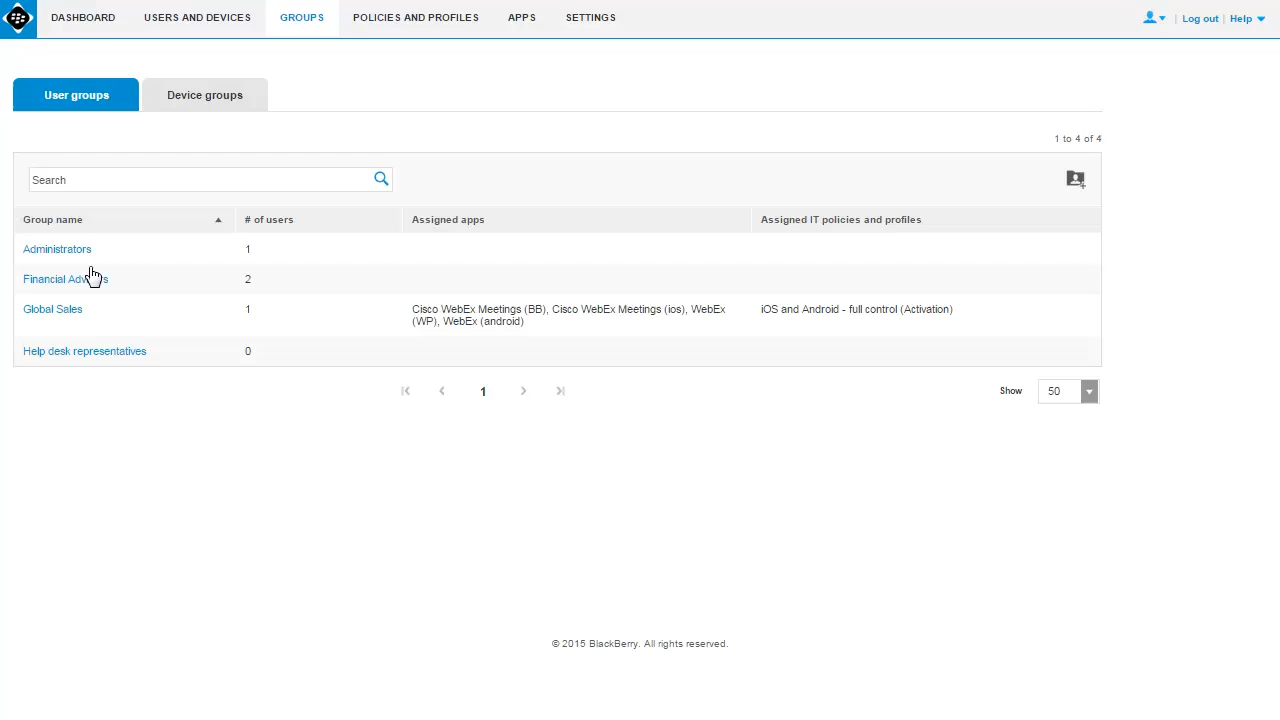 DASHBOARD USERS AND DEVICES GROUPS POLICIES AND PROFILES APPS SETTINGS | Log out | Help
User groups Device groups
1 to 4 of 4
Search
Group name # of users Assigned apps Assigned IT policies and profiles
Administrators 1
Financial 2
Global Sales 1 Cisco WebEx Meetings (BB), Cisco WebEx Meetings (ios), WebEx iOS and Android - full control (Activation)
(WP), WebEx (android)
Help desk representatives 0
1 Show 50
© 2015 BlackBerry. All rights reserved.